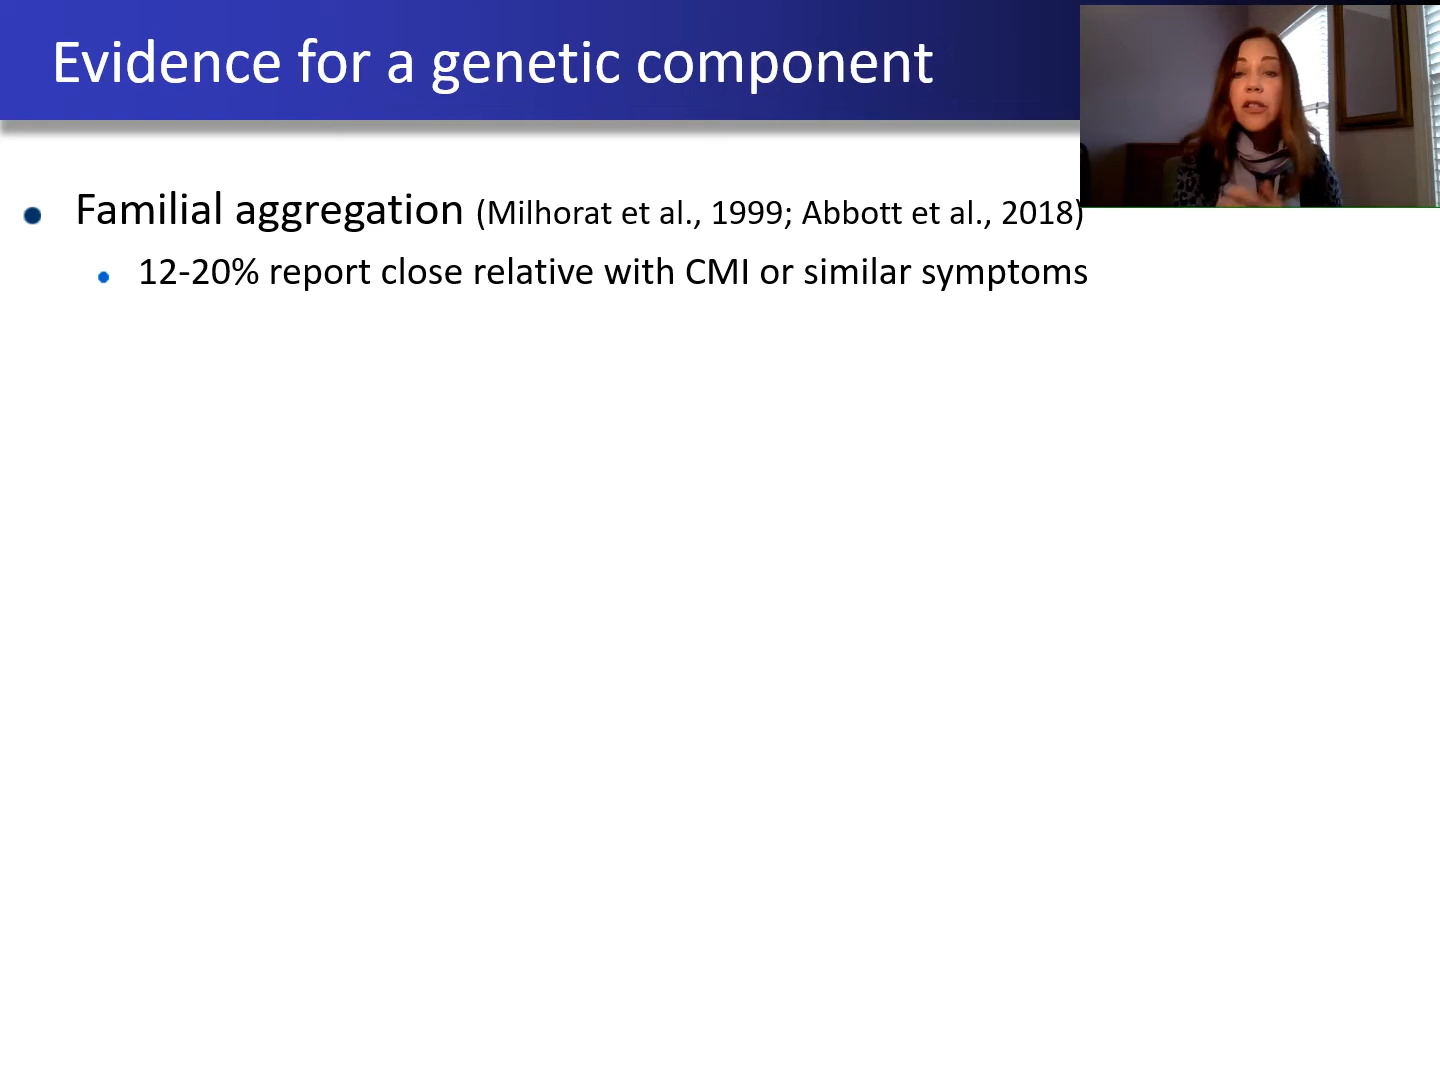 Evidence for a genetic component
Familial aggregation (Milhorat et al., 1999; Abbott et al., 2018)
12-20% report close relative with CMI or similar symptoms